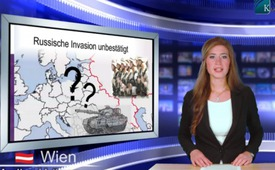 Russische Invasion unbestätigt
? ?
Wien
K